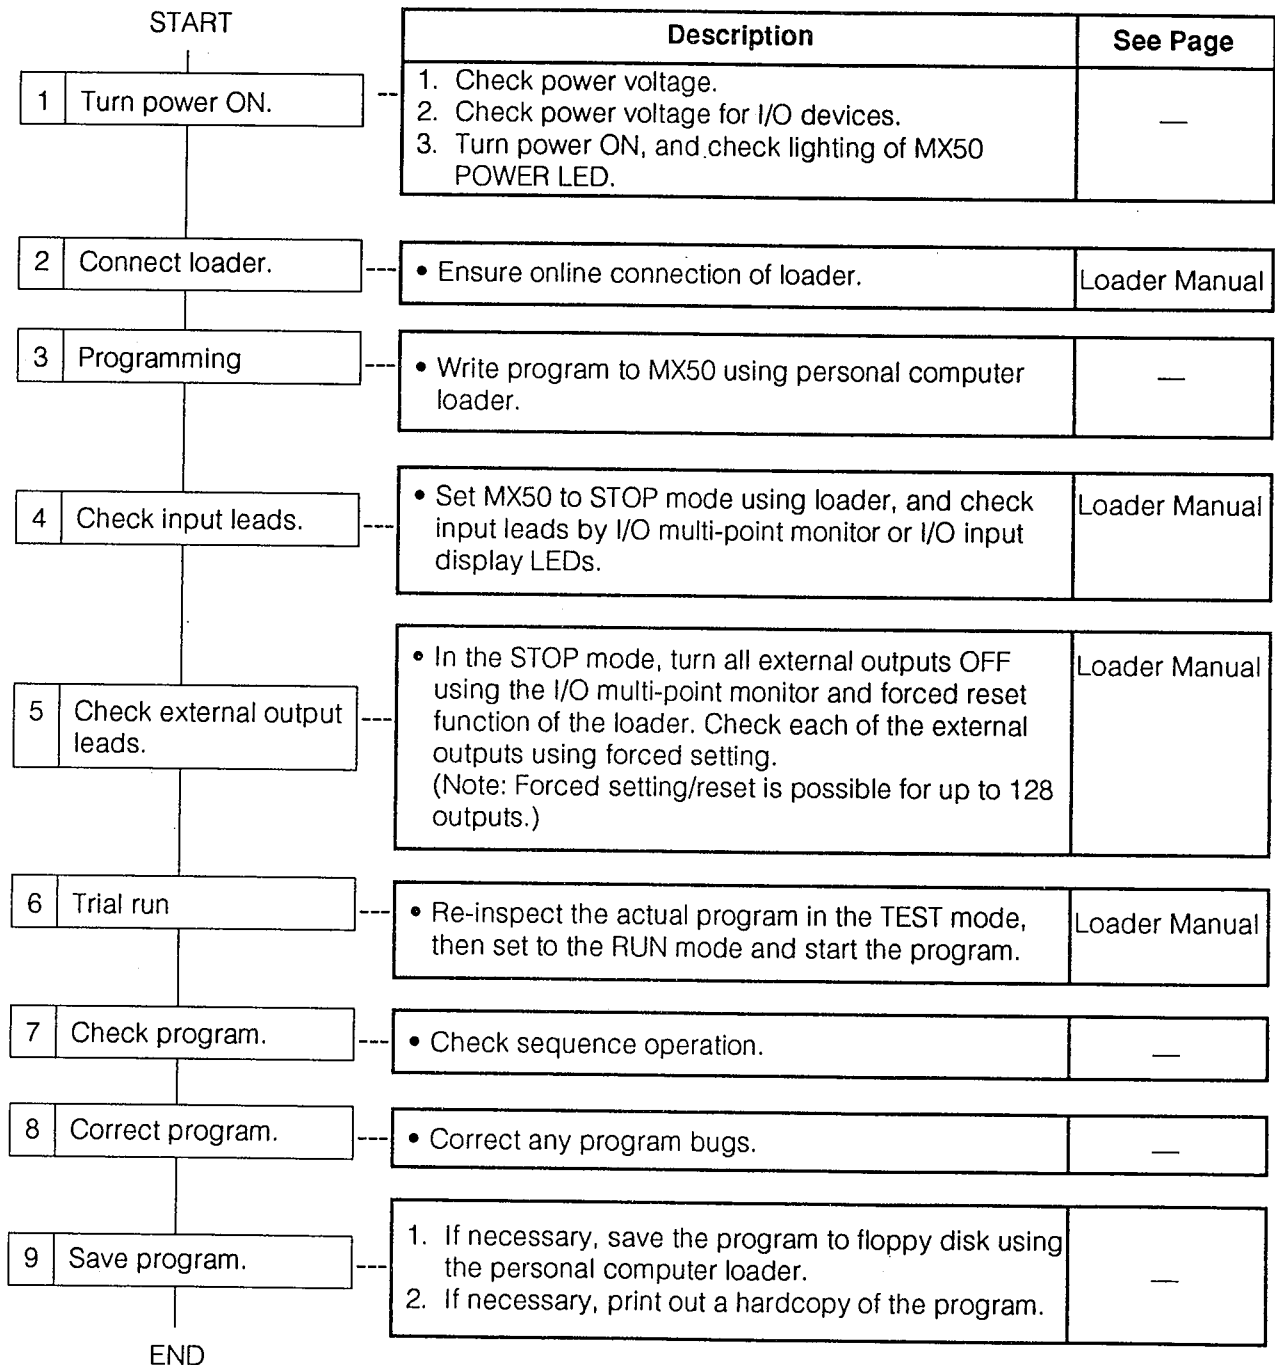 START
Description
See Page
1
Turn power ON.
1. Check power voltage.
2. Check power voltage for I/O devices.
3. Turn power ON, and check lighting of MX50
POWER LED.
—
2
Connect loader.
• Ensure online connection of loader.
Loader Manual
3
Programming
• Write program to MX50 using personal computer
loader.
—
4
Check input leads.
• Set MX50 to STOP mode using loader, and check
input leads by I/O multi-point monitor or I/O input
display LEDs.
Loader Manual
5
Check external output
leads.
• In the STOP mode, turn all external outputs OFF
using the I/O multi-point monitor and forced reset
function of the loader. Check each of the external
outputs using forced setting.
(Note: Forced setting/reset is possible for up to 128
outputs.)
Loader Manual
6
Trial run
• Re-inspect the actual program in the TEST mode,
then set to the RUN mode and start the program.
Loader Manual
7
Check program.
• Check sequence operation.
—
8
Correct program.
• Correct any program bugs.
—
9
Save program.
1. If necessary, save the program to floppy disk using
the personal computer loader.
2. If necessary, print out a hardcopy of the program.
—
END